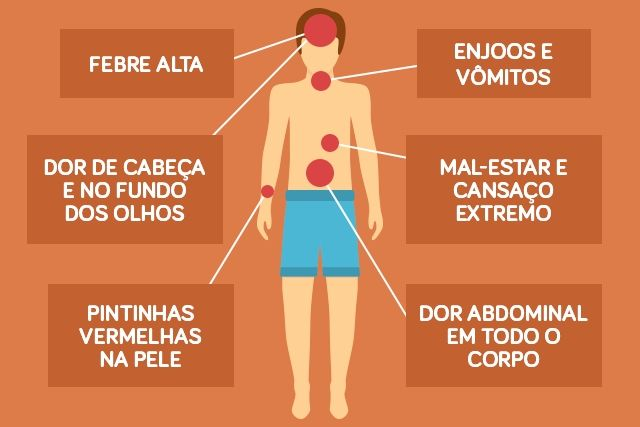 FEBRE ALTA
ENJOOS E
VÔMITOS
DOR DE CABEÇA
E NO FUNDO
DOS OLHOS
MAL-ESTAR E
CANSAÇO
EXTREMO
PINTINHAS
VERMELHAS
NA PELE
DOR ABDOMINAL
EM TODO O
CORPO